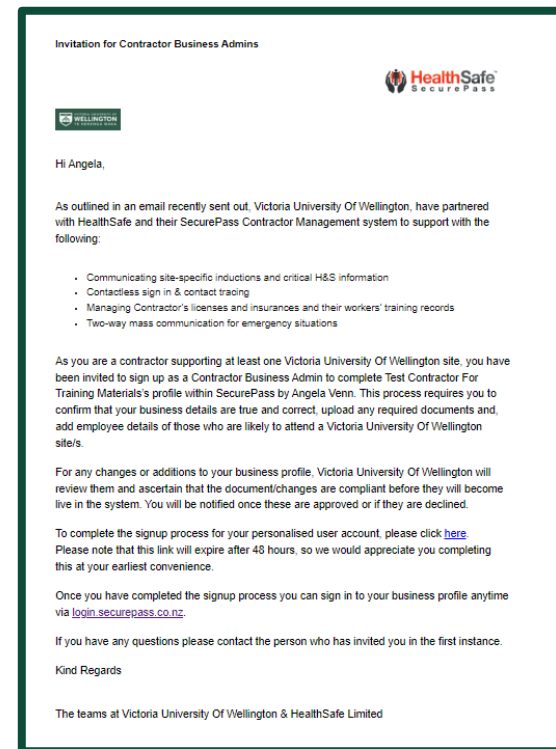 Invitation for Contractor Business Admins
HealthSafe
SecurePass
WELLINGTON
Hi Angela,
As outlined in an email recently sent out, Victoria University Of Wellington, have partnered
with HealthSafe and their SecurePass Contractor Management system to support with the
following:
• Communicating site-specific inductions and critical H&S information
• Contactless sign in & contact tracing
• Managing Contractor's licenses and insurances and their workers' training records
• Two-way mass communication for emergency situations
As you are a contractor supporting at least one Victoria University Of Wellington site, you have
been invited to sign up as a Contractor Business Admin to complete Test Contractor For
Training Materials's profile within SecurePass by Angela Venn. This process requires you to
confirm that your business details are true and correct, upload any required documents and,
add employee details of those who are likely to attend a Victoria University Of Wellington
site/s.
For any changes or additions to your business profile, Victoria University Of Wellington will
review them and ascertain that the document/changes are compliant before they will become
live in the system. You will be notified once these are approved or if they are declined.
To complete the signup process for your personalised user account, please click here.
Please note that this link will expire after 48 hours, so we would appreciate you completing
this at your earliest convenience.
Once you have completed the signup process you can sign in to your business profile anytime
via login.securepass.co.nz.
If you have any questions please contact the person who has invited you in the first instance.
Kind Regards
The teams at Victoria University Of Wellington & HealthSafe Limited